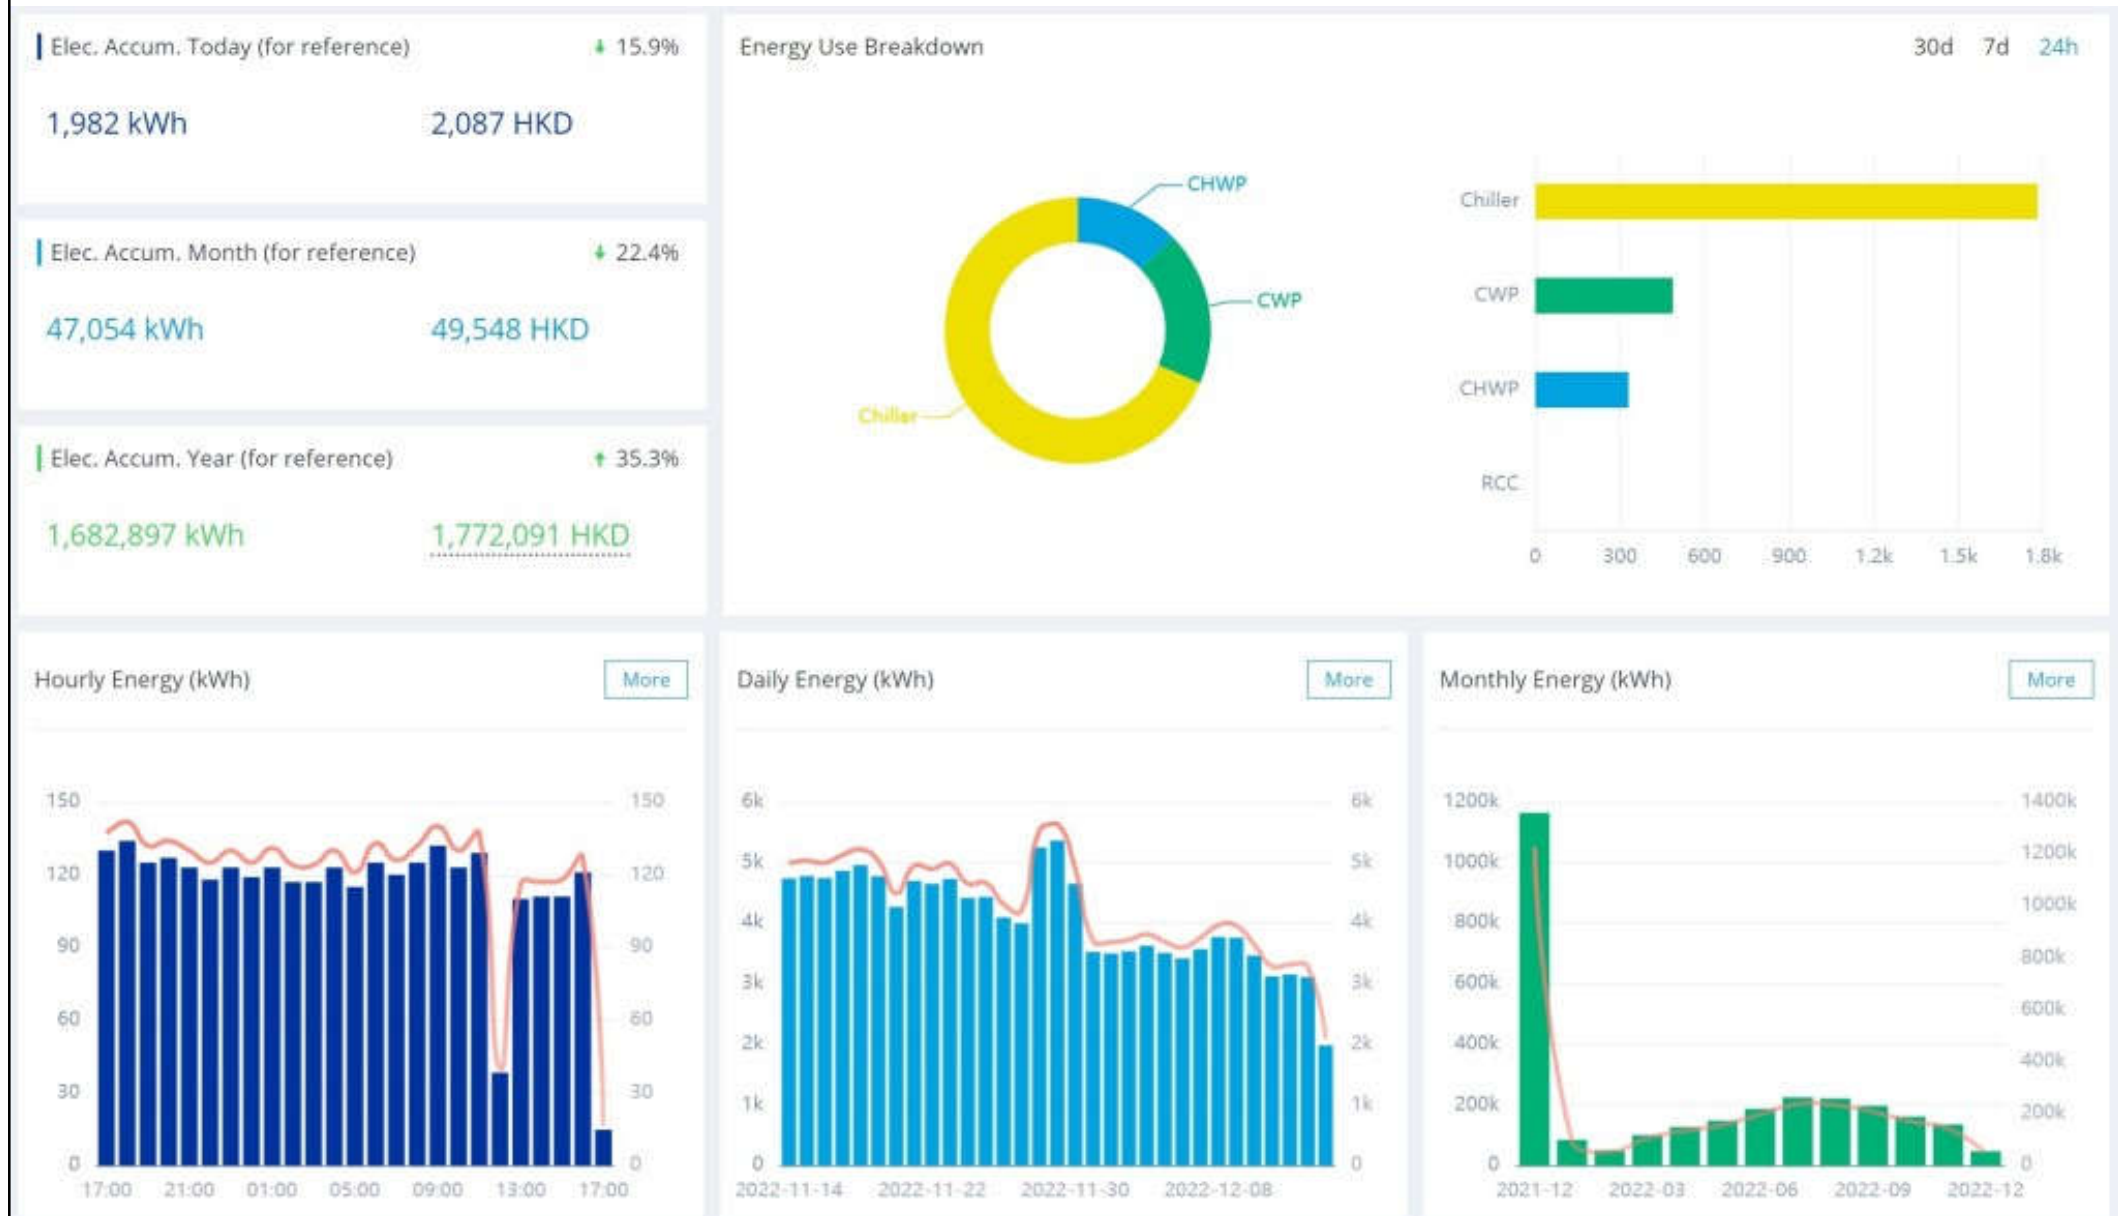 Elec. Accum. Today (for reference) 15.9%
1,982 kWh 2,087 HKD
Elec. Accum. Month (for reference) 22.4%
47,054 kWh 49,548 HKD
Elec. Accum. Year (for reference) 35.3%
1,682,897 kWh 1,772,091 HKD
Energy Use Breakdown 30d 7d 24h
CHWP
CWP
Chiller
Chiller
CWP
CHWP
RCC
0 300 600 900 1.2k 1.5k 1.8k
Hourly Energy (kWh) More
150 150
120 120
90 90
60 60
30 30
0 0
17:00 21:00 01:00 05:00 09:00 13:00 17:00
Daily Energy (kWh) More
6k 6k
5k 5k
4k 4k
3k 3k
2k 2k
1k 1k
0 0
2022-11-14 2022-11-22 2022-11-30 2022-12-08
Monthly Energy (kWh) More
1200k 1400k
1000k 1200k
800k 1000k
600k 800k
400k 600k
200k 400k
0 200k
0
2021-12 2022-03 2022-06 2022-09 2022-12